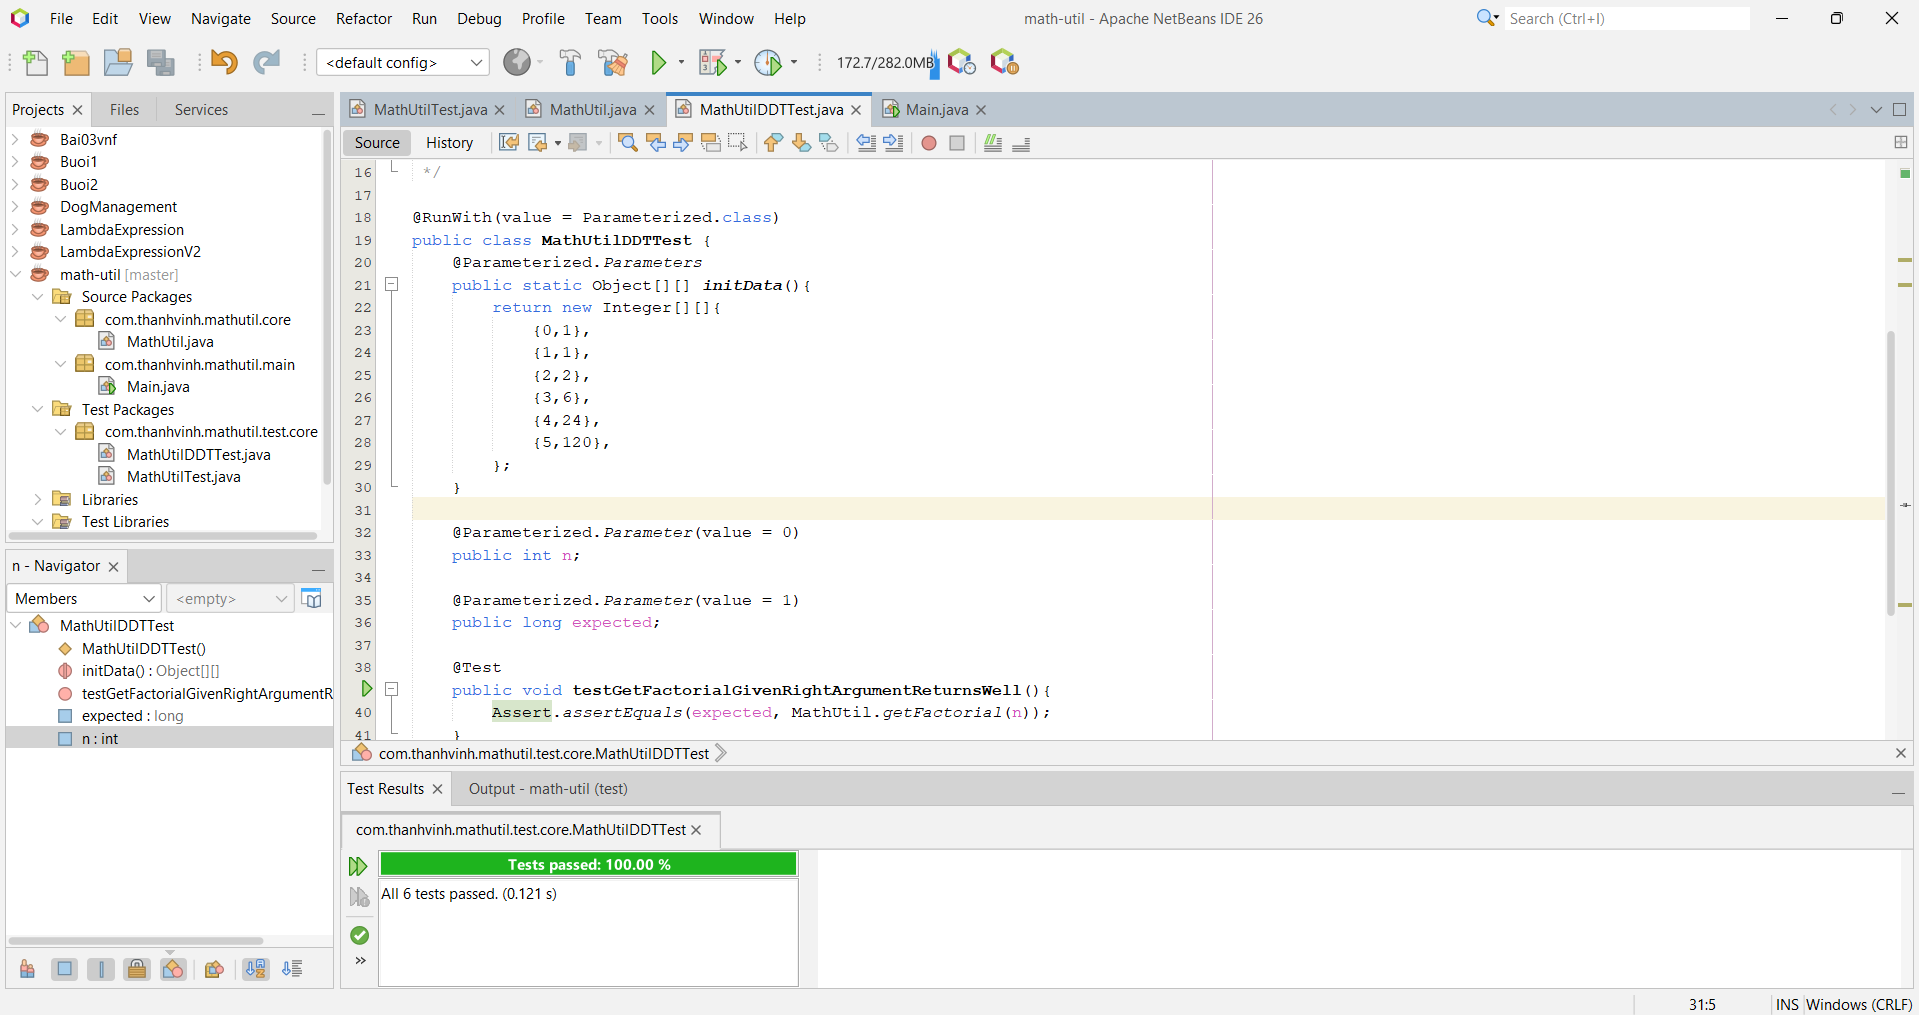 File Edit View Navigate Source Refactor Run Debug Profile Team Tools Window Help
math-util - Apache NetBeans IDE 26
Search (Ctrl+I)
<default config>
172.7/282.0MB
Projects
Files
Services
Bai03vnf
Buoi1
Buoi2
DogManagement
LambdaExpression
LambdaExpressionV2
math-util [master]
Source Packages
com.thanhvinh.mathutil.core
MathUtil.java
com.thanhvinh.mathutil.main
Main.java
Test Packages
com.thanhvinh.mathutil.test.core
MathUtilDDTTest.java
MathUtilTest.java
Libraries
Test Libraries
n - Navigator
Members
<empty>
MathUtilDDTTest
MathUtilDDTTest()
initData() : Object[][]
testGetFactorialGivenRightArgumentR
expected : long
n : int
MathUtilTest.java
MathUtil.java
MathUtilDDTTest.java
Main.java
Source
History
16 */
17
18 @RunWith(value = Parameterized.class)
19 public class MathUtilDDTTest {
20 @Parameterized.Parameters
21 public static Object[][] initData(){
22 return new Integer[][]{
23 {0,1},
24 {1,1},
25 {2,2},
26 {3,6},
27 {4,24},
28 {5,120},
29 };
30 }
31
32 @Parameterized.Parameter(value = 0)
33 public int n;
34
35 @Parameterized.Parameter(value = 1)
36 public long expected;
37
38 @Test
public void testGetFactorialGivenRightArgumentReturnsWell(){
40 Assert.assertEquals(expected, MathUtil.getFactorial(n));
41 }
com.thanhvinh.mathutil.test.core.MathUtilDDTTest
Test Results
Output - math-util (test)
com.thanhvinh.mathutil.test.core.MathUtilDDTTest
Tests passed: 100.00 %
All 6 tests passed. (0.121 s)
31:5
INS
Windows (CRLF)